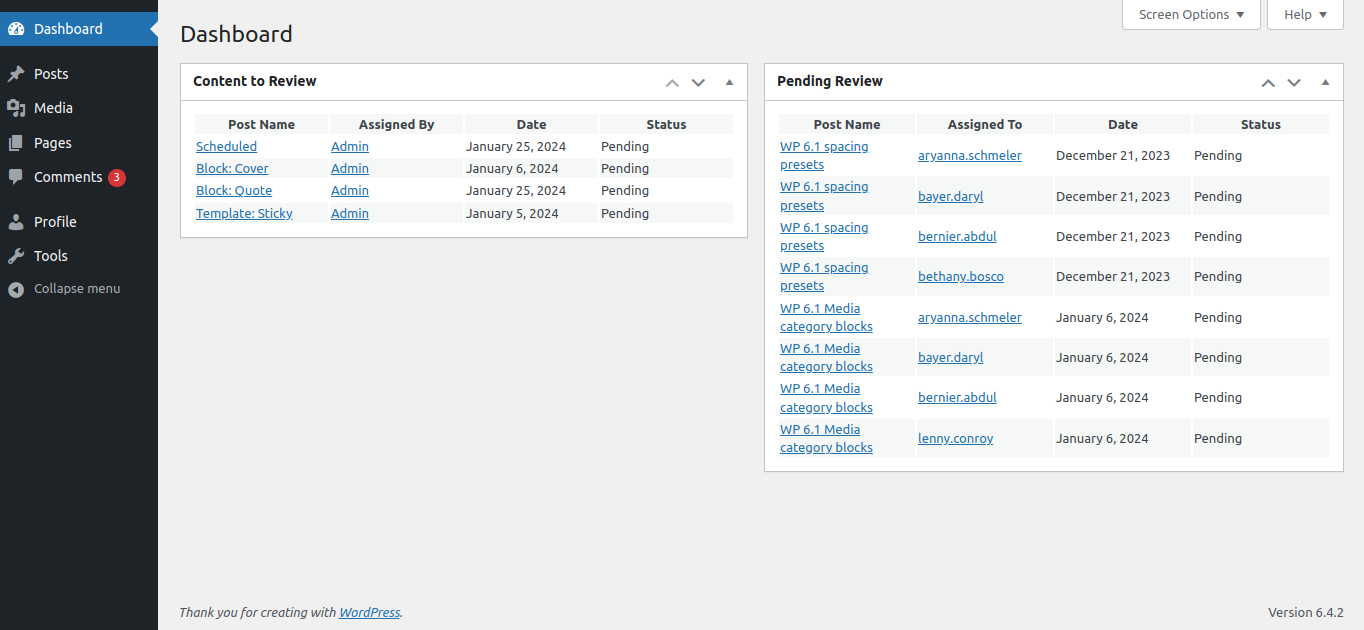 Screen Options
Help
Dashboard
Posts
Media
Pages
Comments 3
Profile
Tools
Collapse menu
Dashboard
Content to Review
Post Name Assigned By Date Status
Scheduled Admin January 25, 2024 Pending
Block: Cover Admin January 6, 2024 Pending
Block: Quote Admin January 25, 2024 Pending
Template: Sticky Admin January 5, 2024 Pending
Pending Review
Post Name Assigned To Date Status
WP 6.1 spacing
presets aryanna.schmeler December 21, 2023 Pending
WP 6.1 spacing
presets bayer.daryl December 21, 2023 Pending
WP 6.1 spacing
presets bernier.abdul December 21, 2023 Pending
WP 6.1 spacing
presets bethany.bosco December 21, 2023 Pending
WP 6.1 Media
category blocks aryanna.schmeler January 6, 2024 Pending
WP 6.1 Media
category blocks bayer.daryl January 6, 2024 Pending
WP 6.1 Media
category blocks bernier.abdul January 6, 2024 Pending
WP 6.1 Media
category blocks lenny.conroy January 6, 2024 Pending
Thank you for creating with WordPress.
Version 6.4.2